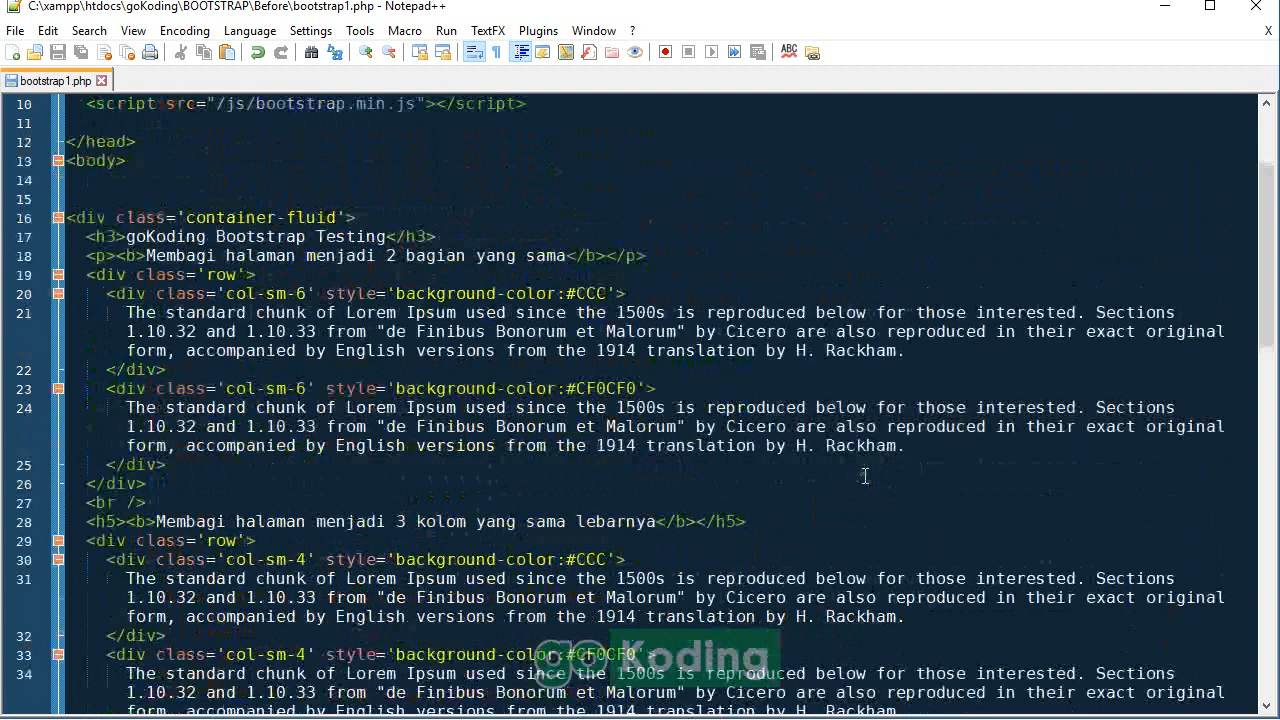 C:\xampp\htdocs\goKoding\BOOTSTRAP\Before\bootstrap1.php - Notepad++
File Edit Search View Encoding Language Settings Tools Macro Run TextFX Plugins Window ? X
bootstrap1.php
10 <script src="/js/bootstrap.min.js"></script>
11
12 </head>
13 <body>
14
15
16 <div class='container-fluid'>
17 <h3>goKoding Bootstrap Testing</h3>
18 <p><b>Membagi halaman menjadi 2 bagian yang sama</b></p>
19 <div class='row'>
20 <div class='col-sm-6' style='background-color:#CCC'>
21 The standard chunk of Lorem Ipsum used since the 1500s is reproduced below for those interested. Sections
1.10.32 and 1.10.33 from "de Finibus Bonorum et Malorum" by Cicero are also reproduced in their exact original
form, accompanied by English versions from the 1914 translation by H. Rackham.
22 </div>
23 <div class='col-sm-6' style='background-color:#CF0CF0'>
24 The standard chunk of Lorem Ipsum used since the 1500s is reproduced below for those interested. Sections
1.10.32 and 1.10.33 from "de Finibus Bonorum et Malorum" by Cicero are also reproduced in their exact original
form, accompanied by English versions from the 1914 translation by H. Rackham.
25 </div>
26 </div>
27 <br />
28 <h5><b>Membagi halaman menjadi 3 kolom yang sama lebarnya</b></h5>
29 <div class='row'>
30 <div class='col-sm-4' style='background-color:#CCC'>
31 The standard chunk of Lorem Ipsum used since the 1500s is reproduced below for those interested. Sections
1.10.32 and 1.10.33 from "de Finibus Bonorum et Malorum" by Cicero are also reproduced in their exact original
form, accompanied by English versions from the 1914 translation by H. Rackham.
32 </div>
33 <div class='col-sm-4' style='background-color:#CF0CF0'>
34 The standard chunk of Lorem Ipsum used since the 1500s is reproduced below for those interested. Sections
1.10.32 and 1.10.33 from "de Finibus Bonorum et Malorum" by Cicero are also reproduced in their exact original
form, accompanied by English versions from the 1914 translation by H. Rackham.
go Koding